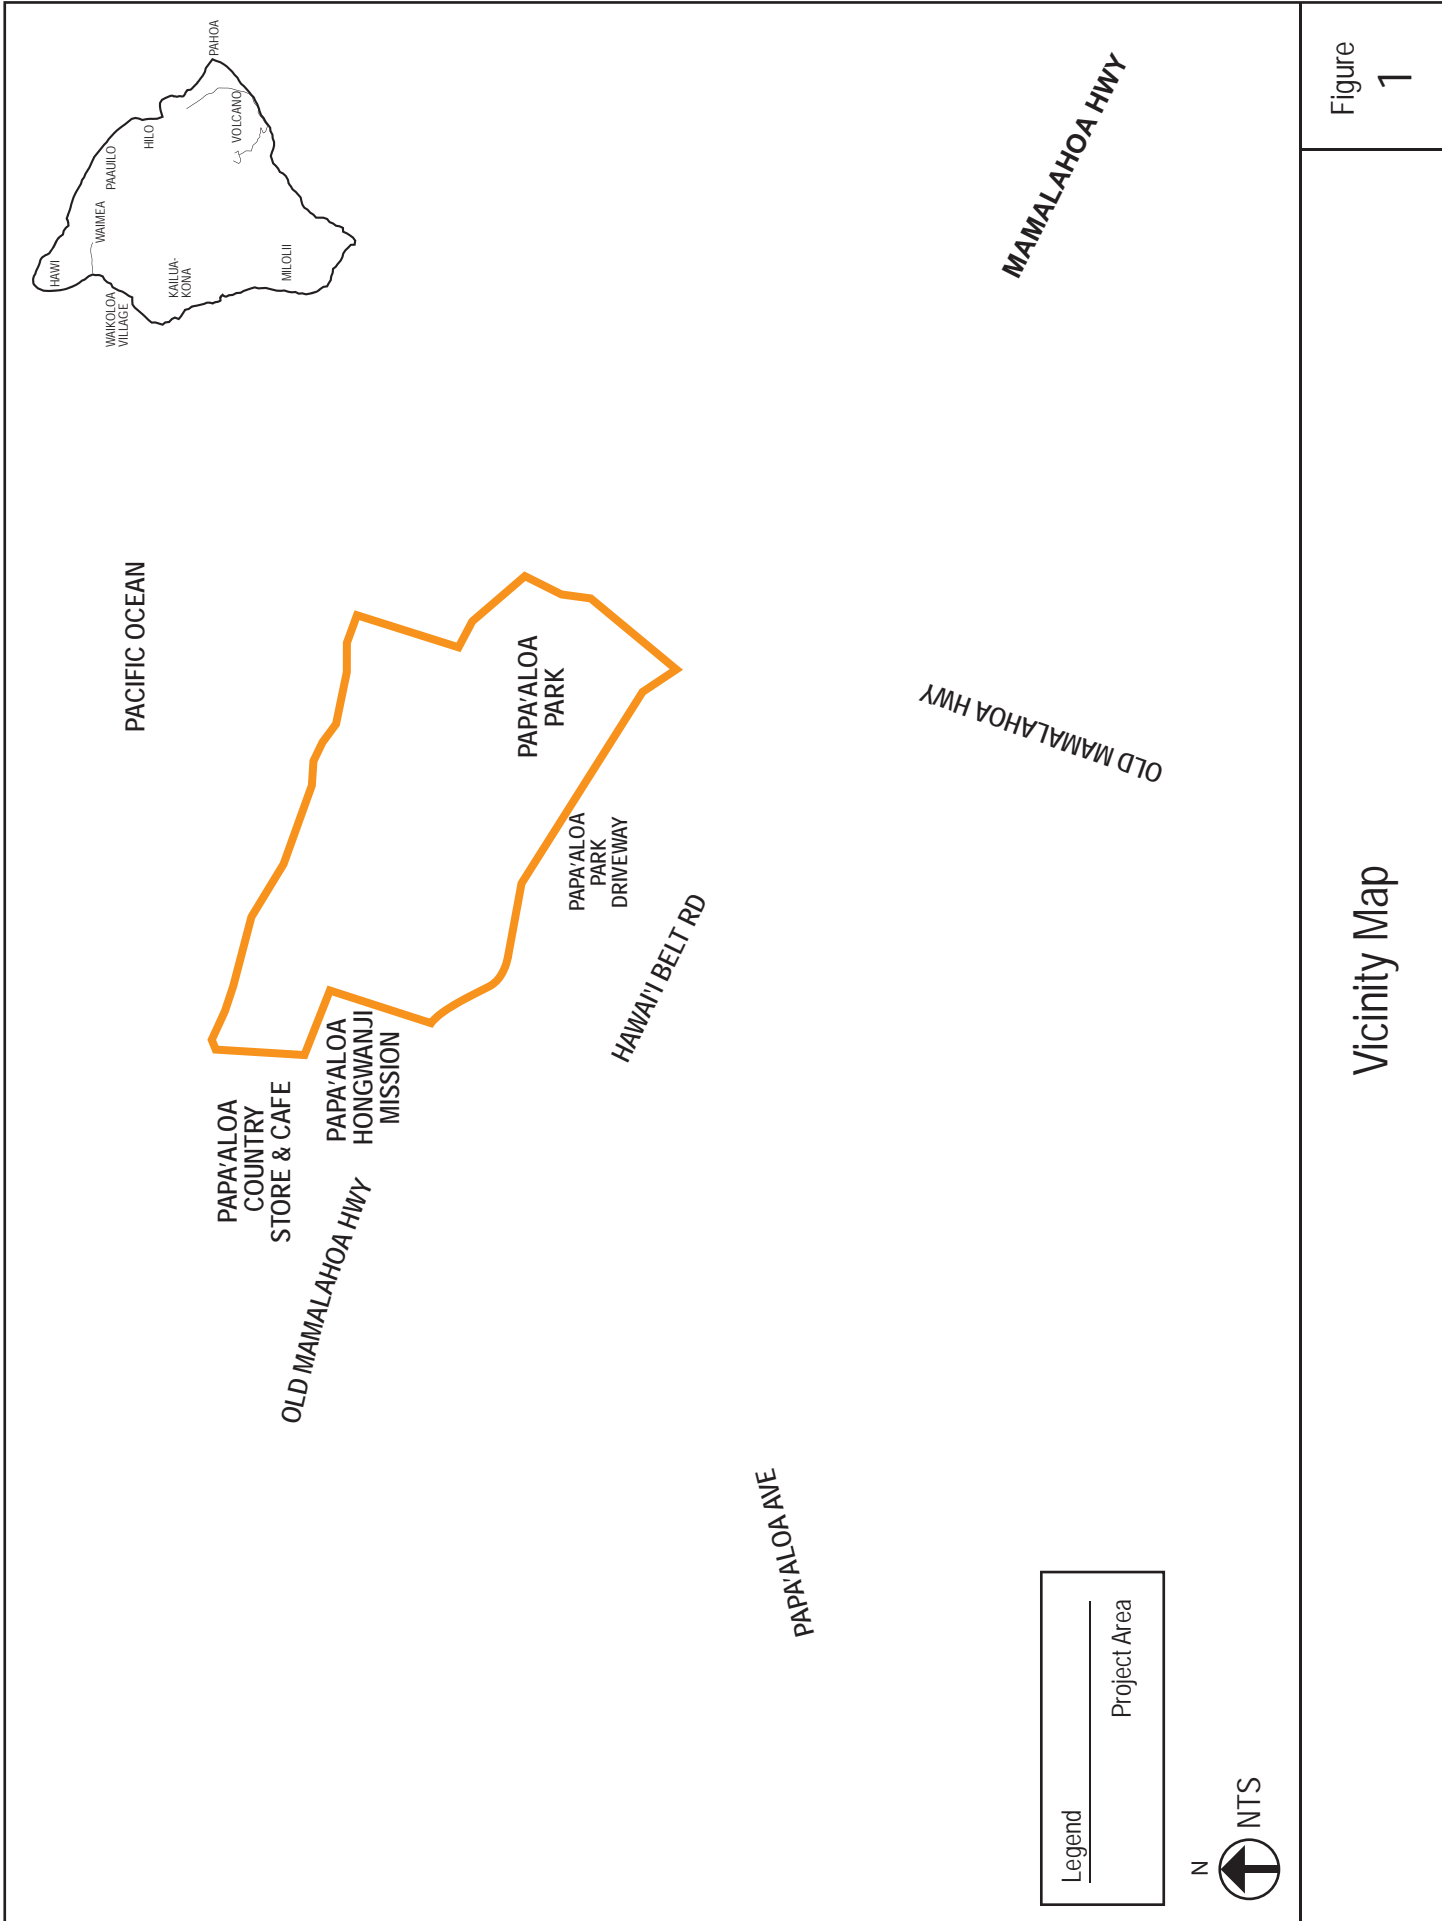 PACIFIC OCEAN
HAWI
WAIKOLOA
VILLAGE
WAIMEA
PAAUILO
HILO
KAILUA-
KONA
PAHOA
VOLCANO
MILOLII
PAPA'ALOA
COUNTRY
STORE & CAFE
OLD MAMALAHOA HWY
PAPA'ALOA
HONGWANJI
MISSION
PAPA'ALOA
PARK
PAPA'ALOA
PARK
DRIVEWAY
HAWAI'I BELT RD
PAPA'ALOA AVE
OLD MAMALAHOA HWY
MAMALAHOA HWY
Legend
Project Area
N
NTS
Vicinity Map
Figure
1